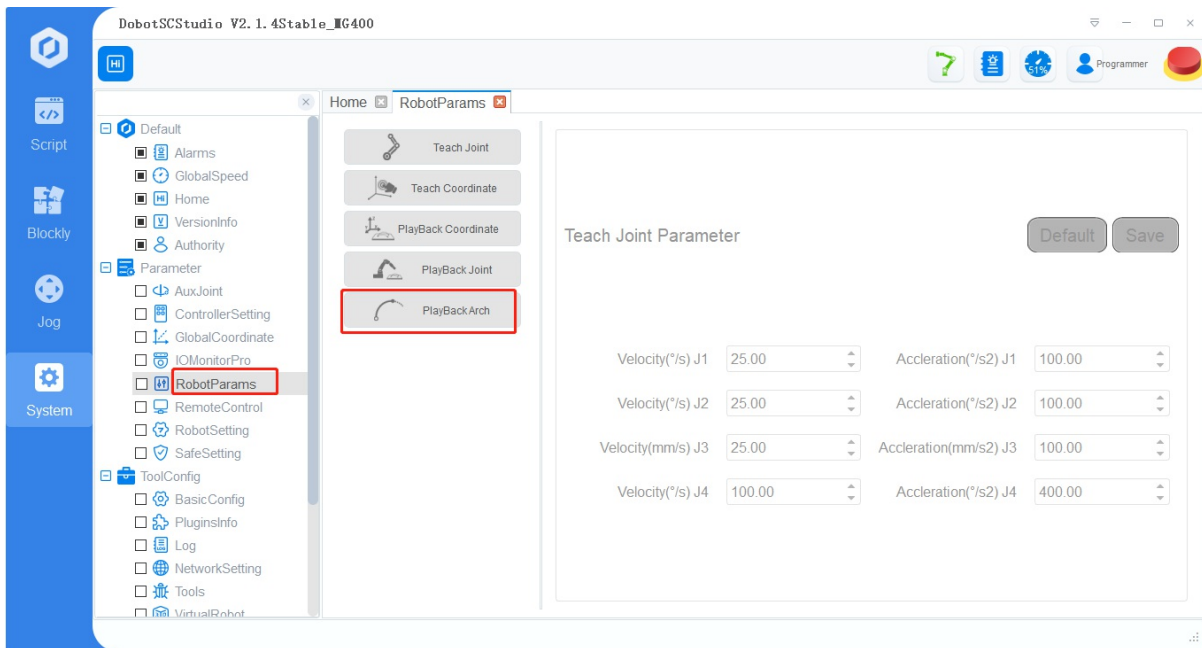 DobotSCStudio V2.1.4Stable_MG400
Hi
51%
Programmer
Script
Blockly
Jog
System
Default
Alarms
GlobalSpeed
Home
VersionInfo
Authority
Parameter
AuxJoint
ControllerSetting
GlobalCoordinate
IOMonitorPro
RobotParams
RemoteControl
RobotSetting
SafeSetting
ToolConfig
BasicConfig
PluginsInfo
Log
NetworkSetting
Tools
VirtualRobot
Home RobotParams
Teach Joint
Teach Coordinate
PlayBack Coordinate
PlayBack Joint
PlayBack Arch
Teach Joint Parameter Default Save
Velocity(°/s) J1 25.00 Accleration(°/s2) J1 100.00
Velocity(°/s) J2 25.00 Accleration(°/s2) J2 100.00
Velocity(mm/s) J3 25.00 Accleration(mm/s2) J3 100.00
Velocity(°/s) J4 100.00 Accleration(°/s2) J4 400.00